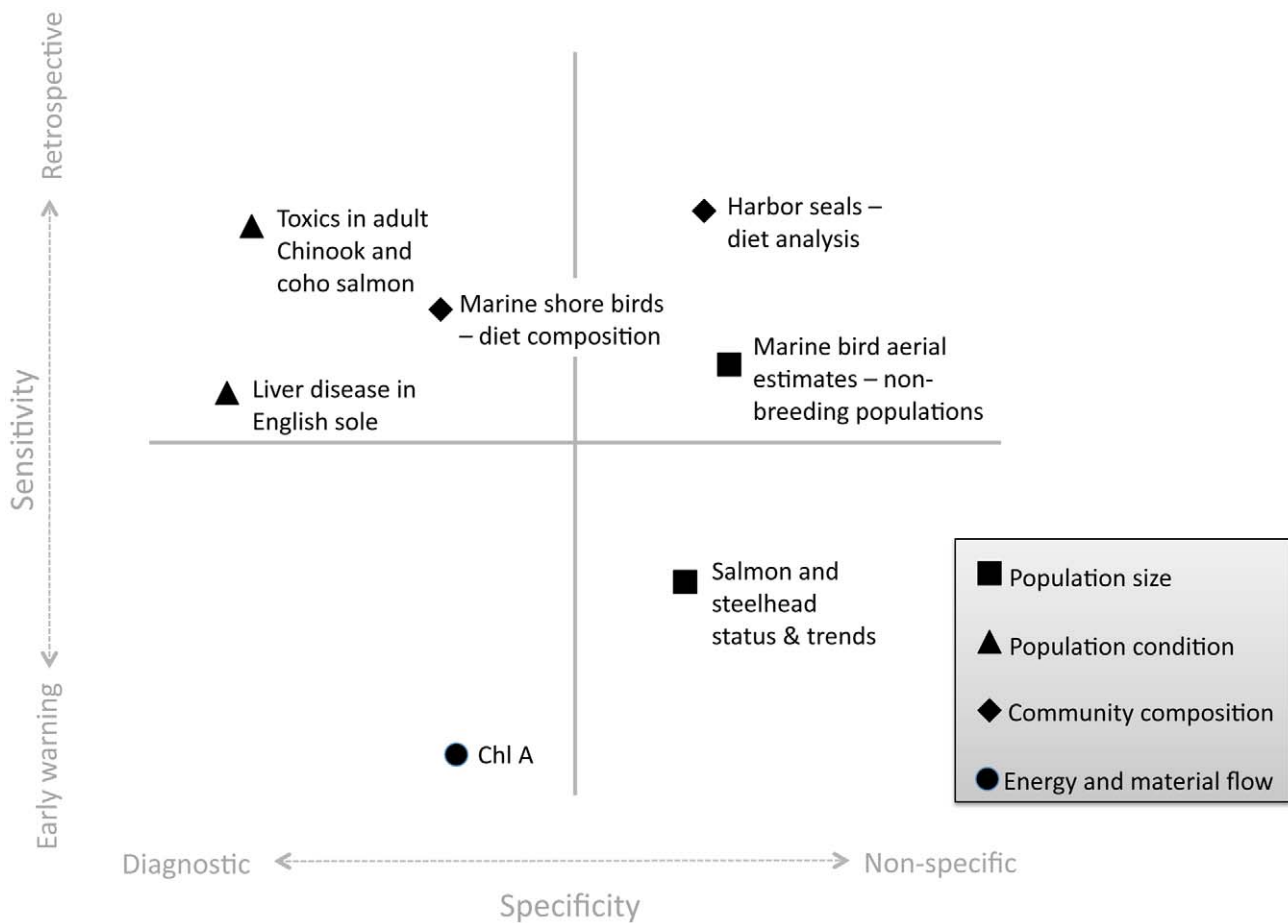 Retrospective
Sensitivity
Early warning
Toxics in adult
Chinook and
coho salmon
Harbor seals –
diet analysis
Marine shore birds
– diet composition
Marine bird aerial
estimates – non-
breeding populations
Liver disease in
English sole
Salmon and
steelhead
status & trends
Chl A
Population size
Population condition
Community composition
Energy and material flow
Diagnostic
Non-specific
Specificity